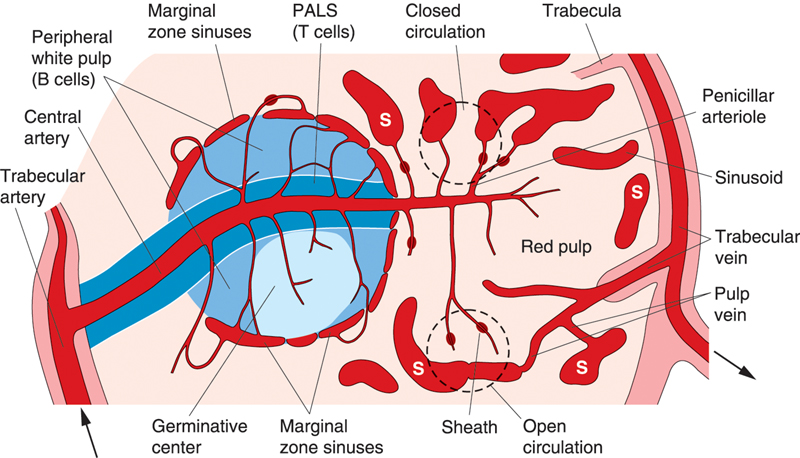 Marginal
zone sinuses
PALS
(T cells)
Closed
circulation
Trabecula
Peripheral
white pulp
(B cells)
Central
artery
Trabecular
artery
Penicillar
arteriole
Sinusoid
Trabecular
vein
Pulp
vein
S
S
Red pulp
S
S
Germinative
center
Marginal
zone sinuses
Sheath
Open
circulation